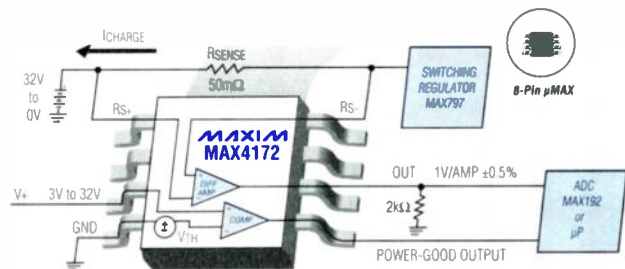 ICHARGE
RSENSE
50mΩ
32V
to
0V
RS+
RS-
SWITCHING
REGULATOR
MAX797
8-Pin µMAX
MAXIM
MAX4172
DIFF
AMP
OUT
1V/AMP ±0.5%
V+
3V to 32V
2kΩ
ADC
MAX192
or
µP
GND
VTH
COMP.
POWER-GOOD OUTPUT